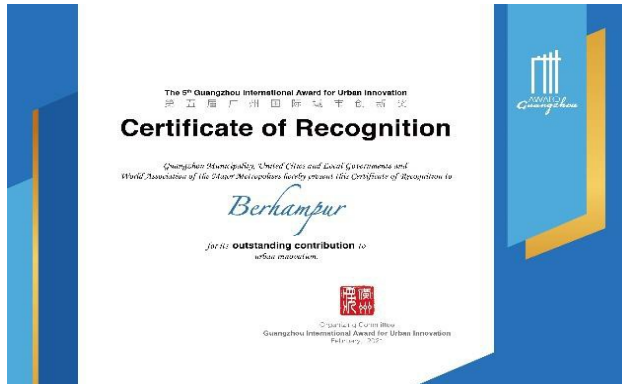 The 5th Guangzhou International Award for Urban Innovation
第五届广州国际城市创新奖
Certificate of Recognition
Guangzhou Municipality, United Cities and Local Governments and
World Association of the Major Metropolises hereby present this Certificate of Recognition to
Berhampur
for its outstanding contribution to
urban innovation.
Organizing Committee
Guangzhou International Award for Urban Innovation
February, 2021
AWARD
Guangzhou